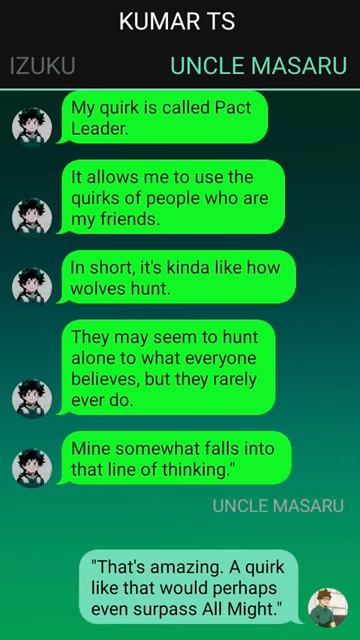 KUMAR TS
IZUKU UNCLE MASARU
My quirk is called Pact
Leader.
It allows me to use the
quirks of people who are
my friends.
In short, it's kinda like how
wolves hunt.
They may seem to hunt
alone to what everyone
believes, but they rarely
ever do.
Mine somewhat falls into
that line of thinking."
UNCLE MASARU
"That's amazing. A quirk
like that would perhaps
even surpass All Might."